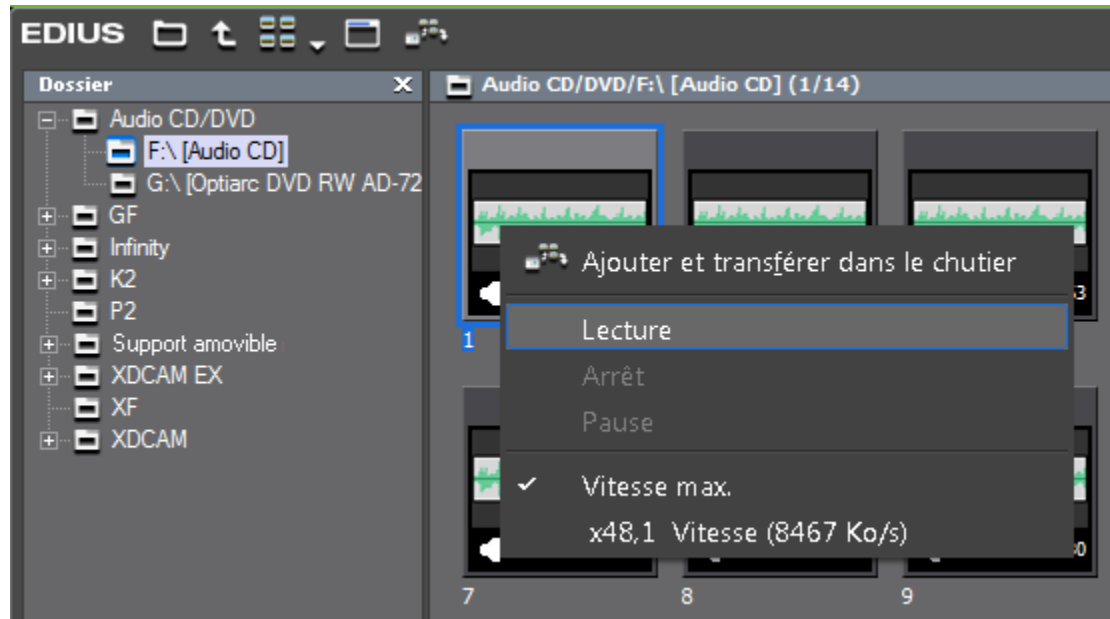 EDIUS
Dossier X
Audio CD/DVD
F:\ [Audio CD]
G:\ [Optiarc DVD RW AD-72
GF
Infinity
K2
P2
Support amovible
XDCAM EX
XF
XDCAM
Audio CD/DVD/F:\ [Audio CD] (1/14)
1
Ajouter et transférer dans le chutier
Lecture
Arrêt
Pause
Vitesse max.
x48,1 Vitesse (8467 Ko/s)
7 8 9